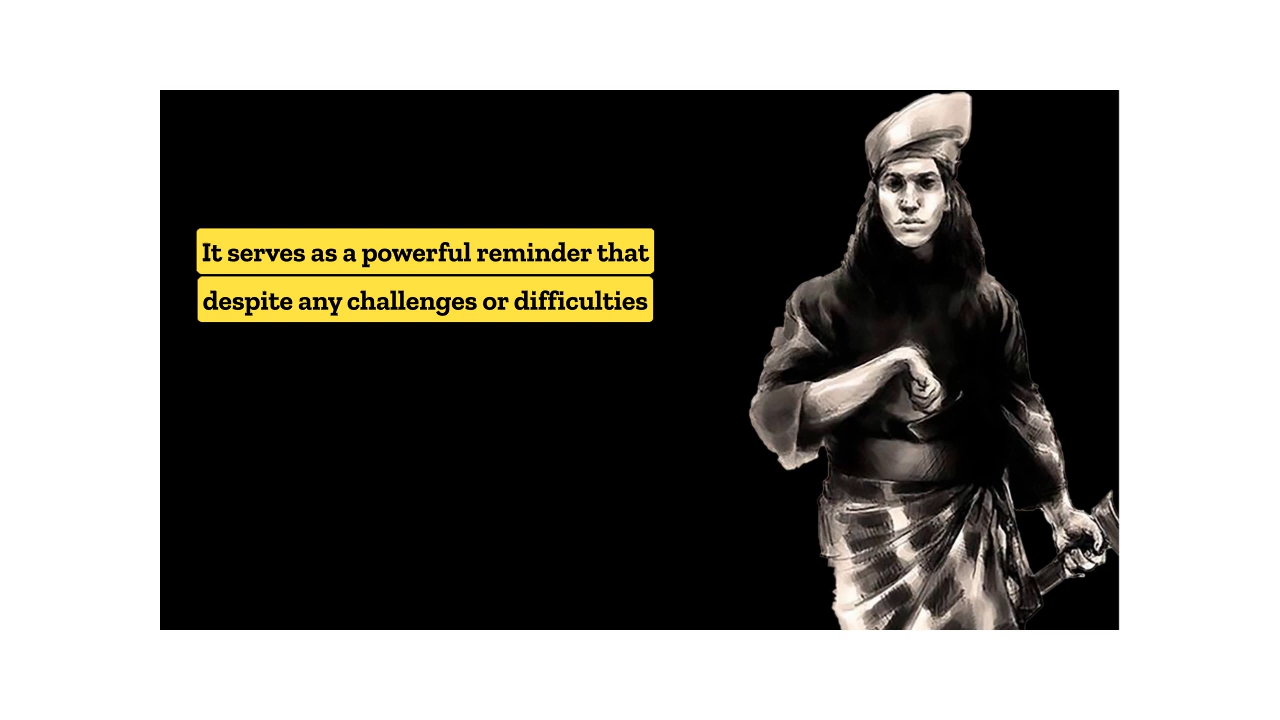 It serves as a powerful reminder that
despite any challenges or difficulties